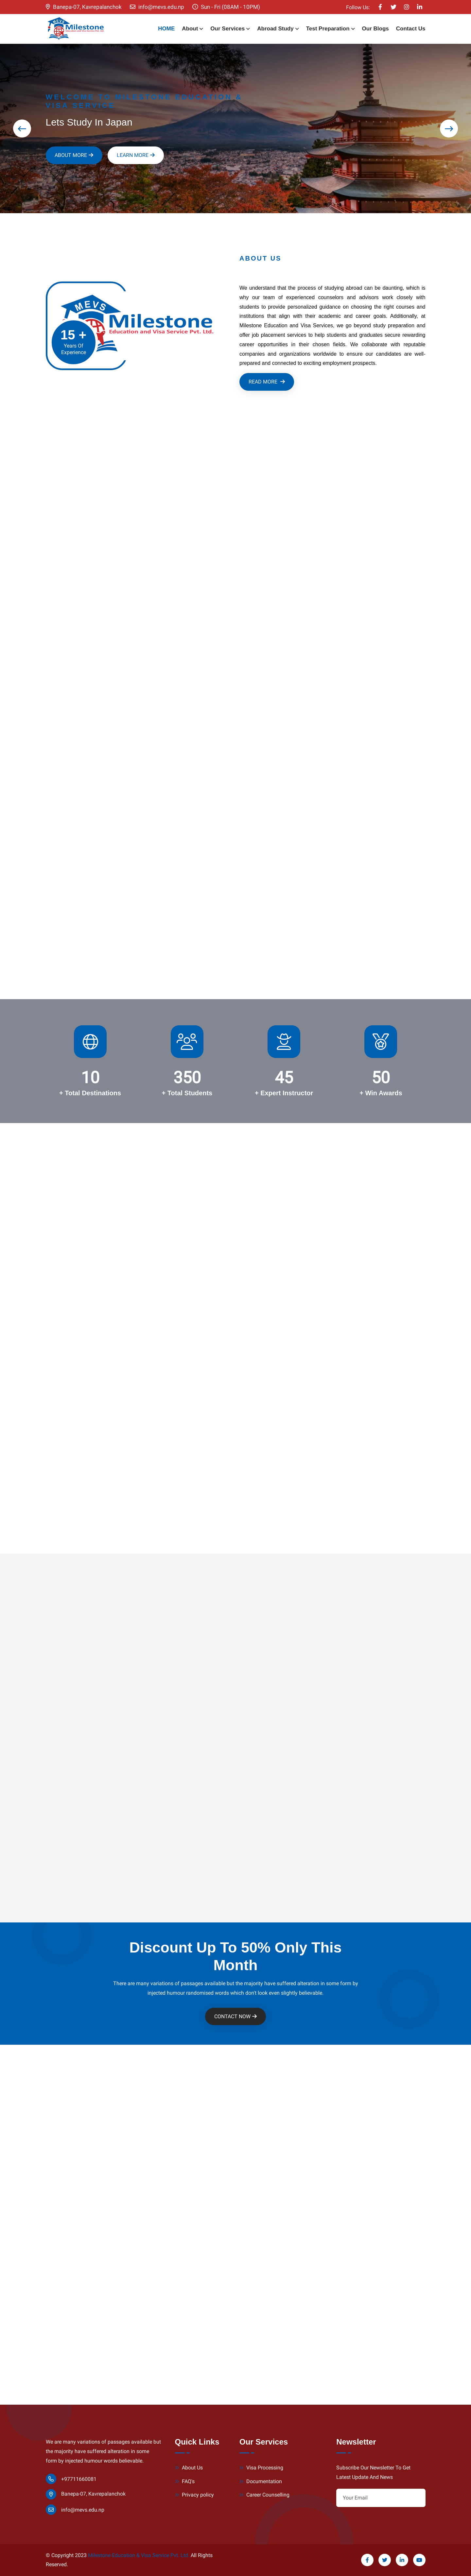 Banepa-07, Kavrepalanchok
info@mevs.edu.np
Sun - Fri (08AM - 10PM)
Follow Us:
Milestone
HOME
About
Our Services
Abroad Study
Test Preparation
Our Blogs
Contact Us
WELCOME TO MILESTONE EDUCATION &
VISA SERVICE
Lets Study In Japan
ABOUT MORE
LEARN MORE
MEVS
Milestone
Education and Visa Service Pvt. Ltd.
15 +
Years Of
Experience
ABOUT US
We understand that the process of studying abroad can be daunting, which is
why our team of experienced counselors and advisors work closely with
students to provide personalized guidance on choosing the right courses and
institutions that align with their academic and career goals. Additionally, at
Milestone Education and Visa Services, we go beyond study preparation and
offer job placement services to help students and graduates secure rewarding
career opportunities in their chosen fields. We collaborate with reputable
companies and organizations worldwide to ensure our candidates are well-
prepared and connected to exciting employment prospects.
READ MORE
10
+ Total Destinations
350
+ Total Students
45
+ Expert Instructor
50
+ Win Awards
Discount Up To 50% Only This
Month
There are many variations of passages available but the majority have suffered alteration in some form by
injected humour randomised words which don't look even slightly believable.
CONTACT NOW
We are many variations of passages available but
the majority have suffered alteration in some
form by injected humour words believable.
+97711660081
Banepa-07, Kavrepalanchok
info@mevs.edu.np
Quick Links
About Us
FAQ's
Privacy policy
Our Services
Visa Processing
Documentation
Career Counselling
Newsletter
Subscribe Our Newsletter To Get
Latest Update And News
Your Email
© Copyright 2023 Milestone Education & Visa Service Pvt. Ltd. All Rights
Reserved.